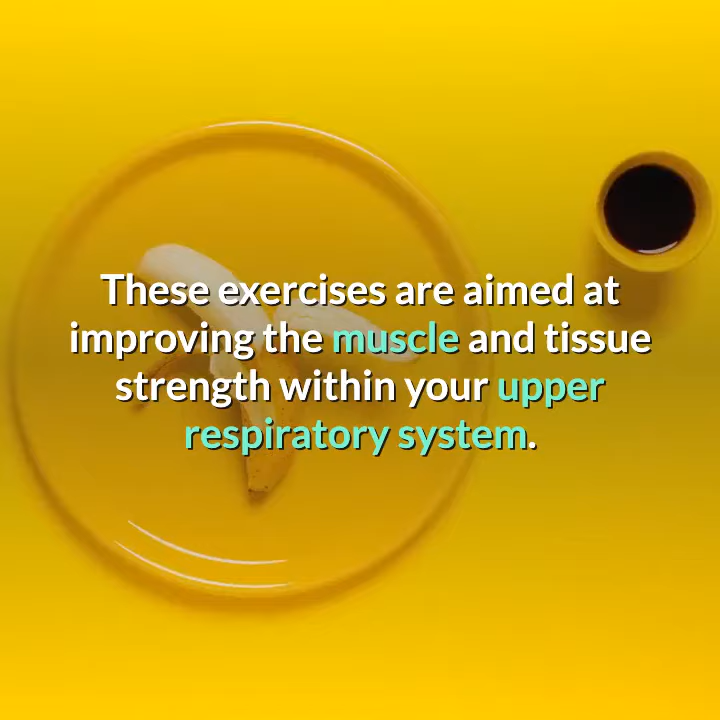 These exercises are aimed at
improving the muscle and tissue
strength within your upper
respiratory system.